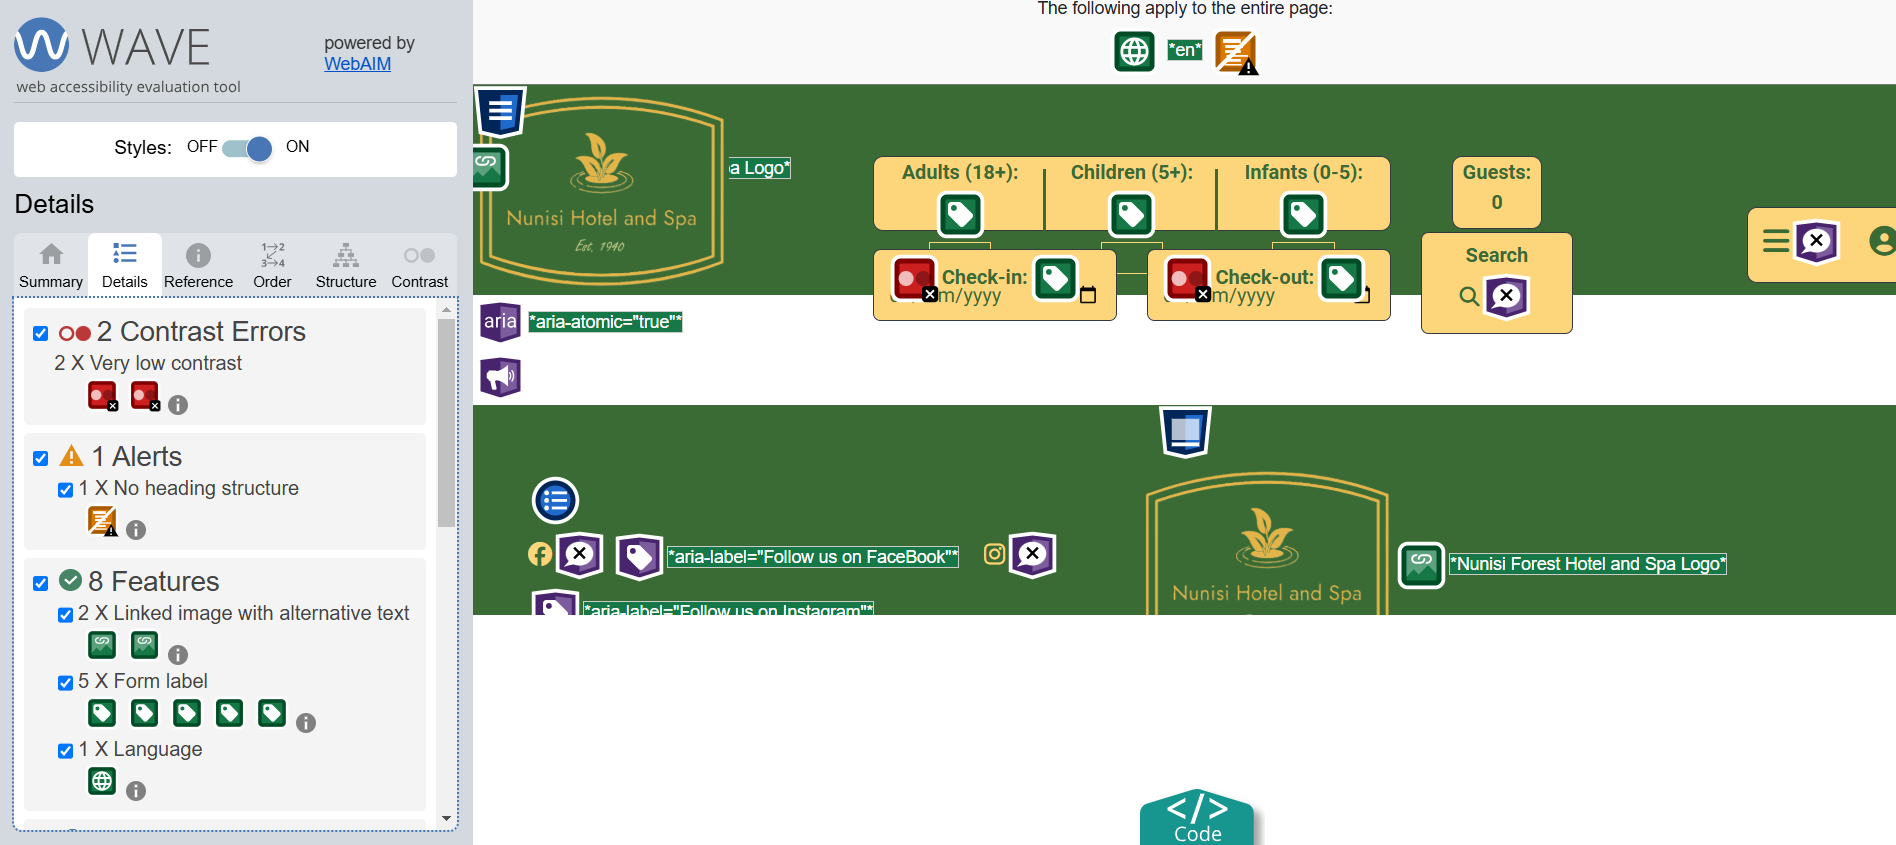 WAVE
web accessibility evaluation tool
powered by
WebAIM
Styles: OFF ON
Details
Summary
Details
Reference
Order
Structure
Contrast
2 Contrast Errors
2 X Very low contrast
1 Alerts
1 X No heading structure
8 Features
2 X Linked image with alternative text
5 X Form label
1 X Language
The following apply to the entire page:
*en*
Nunisi Hotel and Spa
Est. 1940
a Logo*
Adults (18+):
Children (5+):
Infants (0-5):
Guests:
0
Check-in:
m/yyyy
Check-out:
m/yyyy
Search
aria
*aria-atomic="true"*
*aria-label="Follow us on FaceBook"*
*aria-label="Follow us on Instagram"*
Nunisi Hotel and Spa
*Nunisi Forest Hotel and Spa Logo*
</>
Code